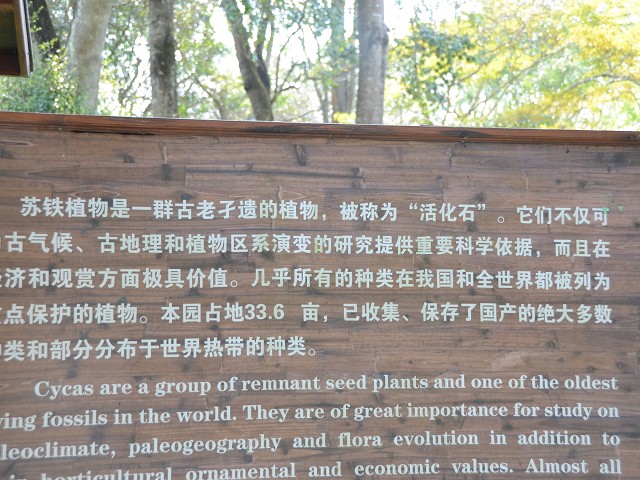 苏铁植物是一群古老孑遗的植物，被称为“活化石”。它们不仅可
古气候、古地理和植物区系演变的研究提供重要科学依据，而且在
济和观赏方面极具价值。几乎所有的种类在我国和全世界都被列为
点保护的植物。本园占地33.6 亩，已收集、保存了国产的绝大多数
类和部分分布于世界热带的种类。
Cycas are a group of remnant seed plants and one of the oldest
ving fossils in the world. They are of great importance for study on
leoclimate, paleogeography and flora evolution in addition to
in horticultural ornamental and economic values. Almost all